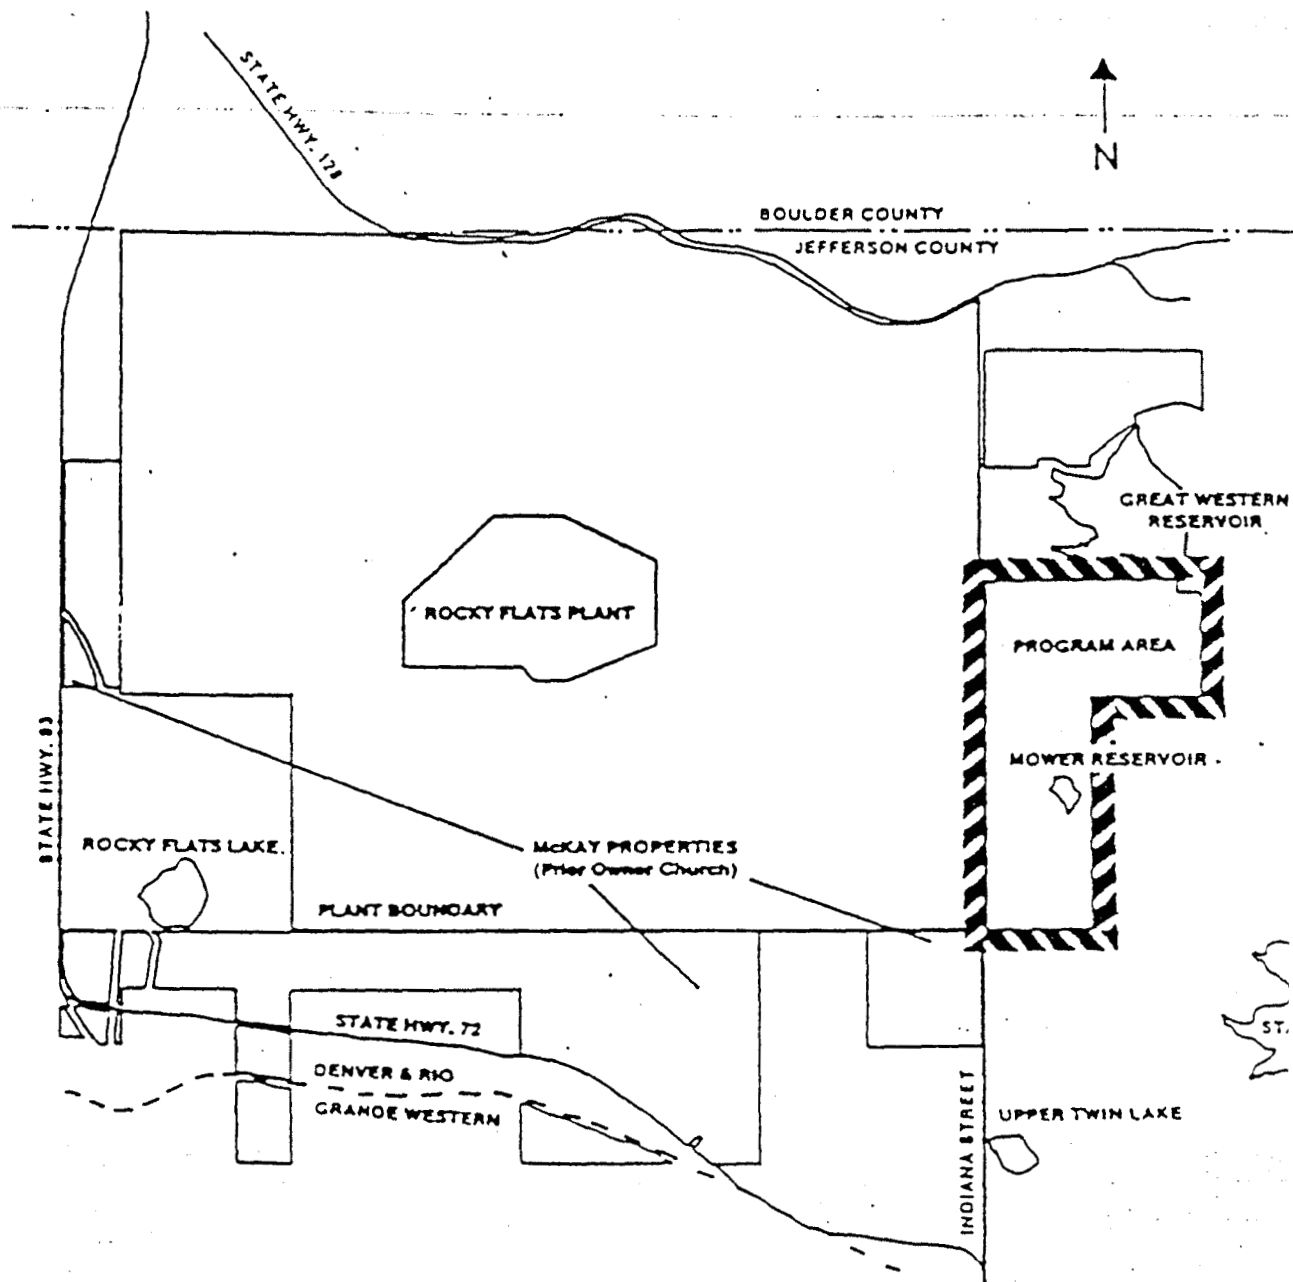 STATE HWY. 128
N
BOULDER COUNTY
JEFFERSON COUNTY
GREAT WESTERN
RESERVOIR
ROCKY FLATS PLANT
PROGRAM AREA
STATE HWY. 93
MOWER RESERVOIR
ROCKY FLATS LAKE
McKAY PROPERTIES
(Prior Owner Church)
PLANT BOUNDARY
STATE HWY. 72
ST.
DENVER & RIO
GRANDE WESTERN
INDIANA STREET
UPPER TWIN LAKE